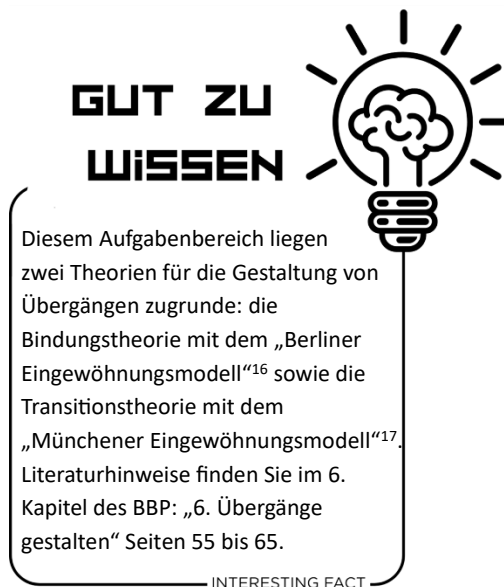 GUT ZU
WiSSEN
Diesem Aufgabenbereich liegen
zwei Theorien für die Gestaltung von
Übergängen zugrunde: die
Bindungstheorie mit dem „Berliner
Eingewöhnungsmodell“¹⁶ sowie die
Transitionstheorie mit dem
„Münchener Eingewöhnungsmodell“¹⁷.
Literaturhinweise finden Sie im 6.
Kapitel des BBP: „6. Übergänge
gestalten“ Seiten 55 bis 65.
INTERESTING FACT